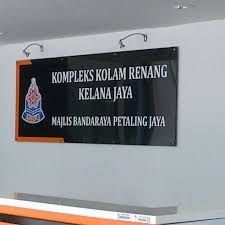 KOMPLEKS KOLAM RENANG
KELANA JAYA
MAJLIS BANDARAYA PETALING JAYA